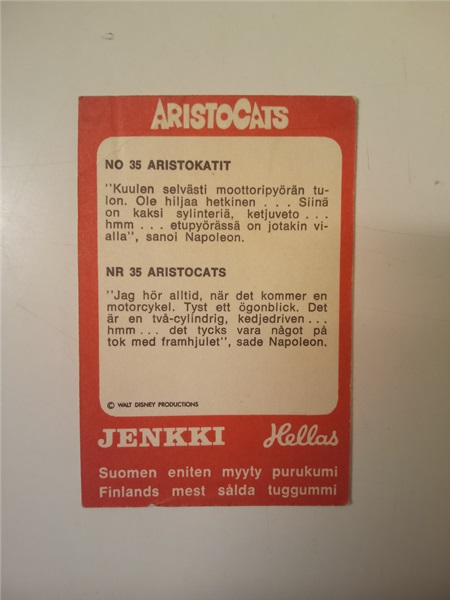 ARISTOCATS
NO 35 ARISTOKATIT
"Kuulen selvästi moottoripyörän tu-
lon. Ole hiljaa hetkinen . . . Siinä
on kaksi sylinteriä, ketjuveto . . .
hmm . . . etupyörässä on jotakin vi-
alla", sanoi Napoleon.
NR 35 ARISTOCATS
"Jag hör alltid, när det kommer en
motorcykel. Tyst ett ögonblick. Det
är en två-cylindrig, kedjedriven . . .
hmm . . . det tycks vara något på
tok med framhjulet", sade Napoleon.
© WALT DISNEY PRODUCTIONS
JENKKI Hellas
Suomen eniten myyty purukumi
Finlands mest sålda tuggummi